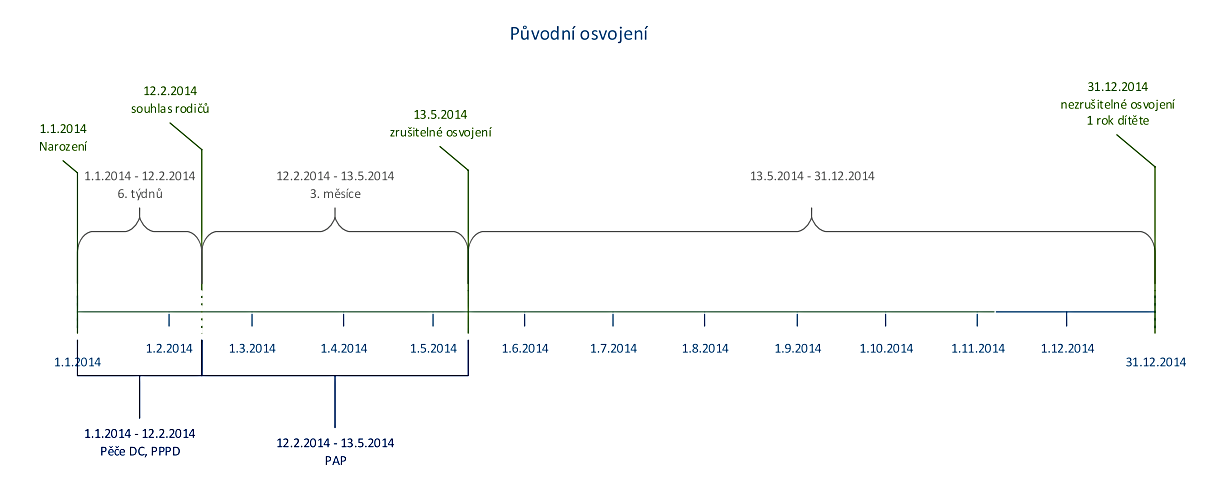 Původní osvojení
1.1.2014
Narození
12.2.2014
souhlas rodičů
13.5.2014
zrušitelné osvojení
31.12.2014
nezrušitelné osvojení
1 rok dítěte
1.1.2014 - 12.2.2014
6. týdnů
12.2.2014 - 13.5.2014
3. měsíce
13.5.2014 - 31.12.2014
1.1.2014
1.2.2014
1.3.2014
1.4.2014
1.5.2014
1.6.2014
1.7.2014
1.8.2014
1.9.2014
1.10.2014
1.11.2014
1.12.2014
31.12.2014
1.1.2014 - 12.2.2014
Péče DC, PPPD
12.2.2014 - 13.5.2014
PAP